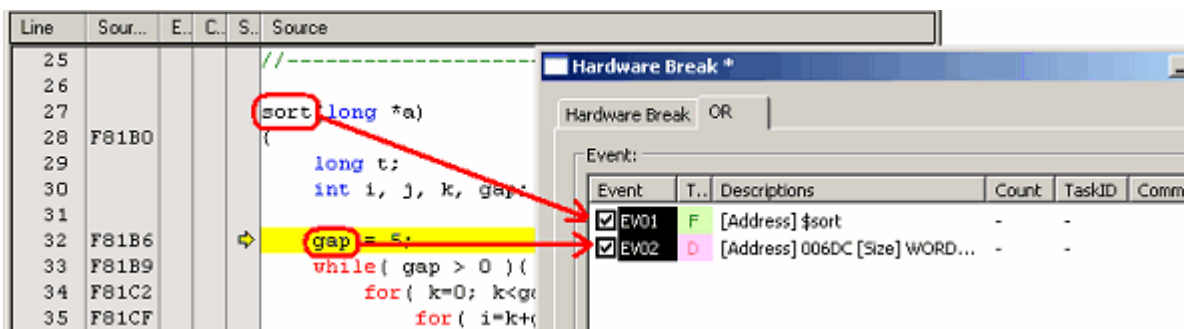 Line Sour... E.. C.. S.. Source
25 //-------------------
26
27 sort(long *a)
28 F81B0 {
29 long t;
30 int i, j, k, gap;
31
32 F81B6 gap = 5;
33 F81B9 while( gap > 0 ){
34 F81C2 for( k=0; k<ga
35 F81CF for( i=k+
Hardware Break *
Hardware Break OR
Event:
Event T.. Descriptions Count TaskID Comm
EV01 F [Address] $sort - -
EV02 D [Address] 006DC [Size] WORD... - -